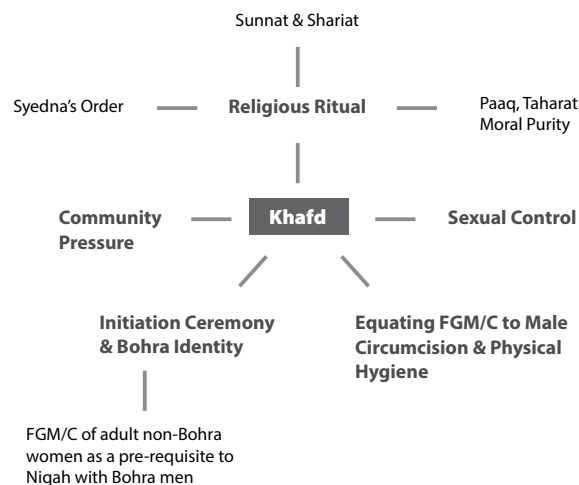 Sunnat & Shariat
Syedna's Order
Religious Ritual
Paaq, Taharat
Moral Purity
Community
Pressure
Khafd
Sexual Control
Initiation Ceremony
& Bohra Identity
Equating FGM/C to Male
Circumcision & Physical
Hygiene
FGM/C of adult non-Bohra
women as a pre-requisite to
Nigah with Bohra men